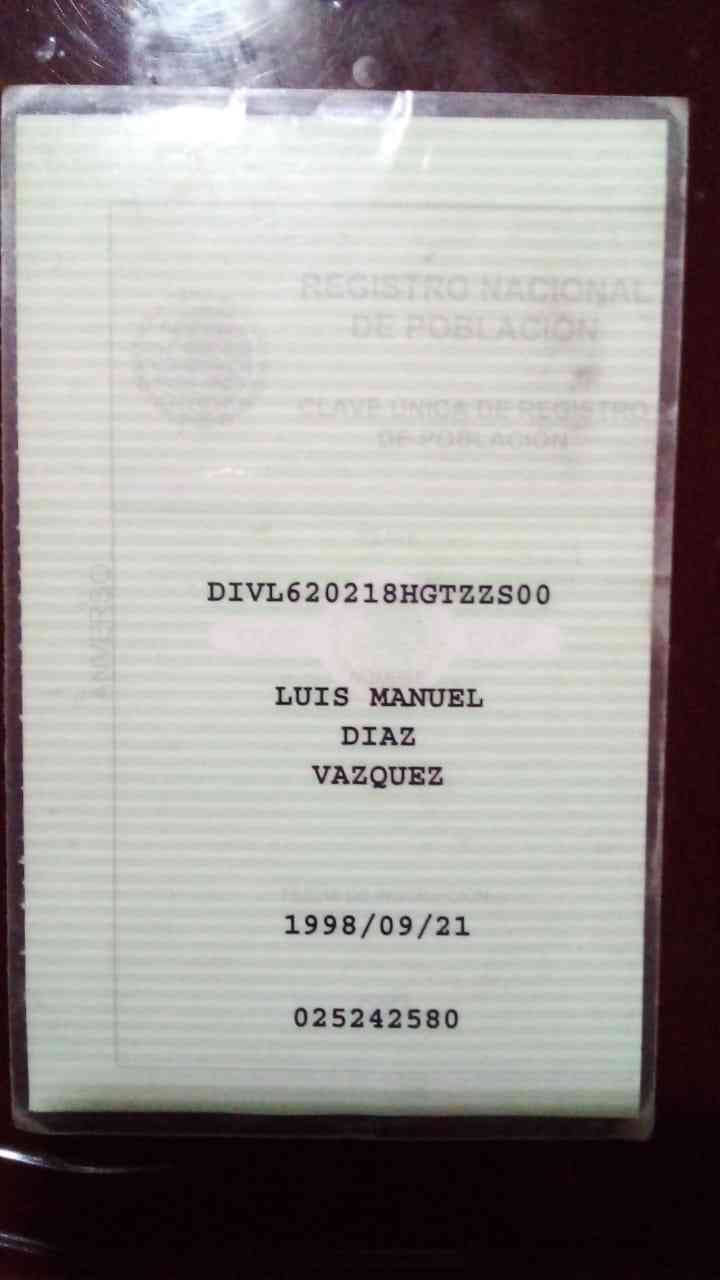 REGISTRO NACIONAL
DE POBLACIÓN
CLAVE ÚNICA DE REGISTRO
DE POBLACIÓN
ANVERSO
DIVL620218HGTZZS00
LUIS MANUEL
DIAZ
VAZQUEZ
1998/09/21
025242580